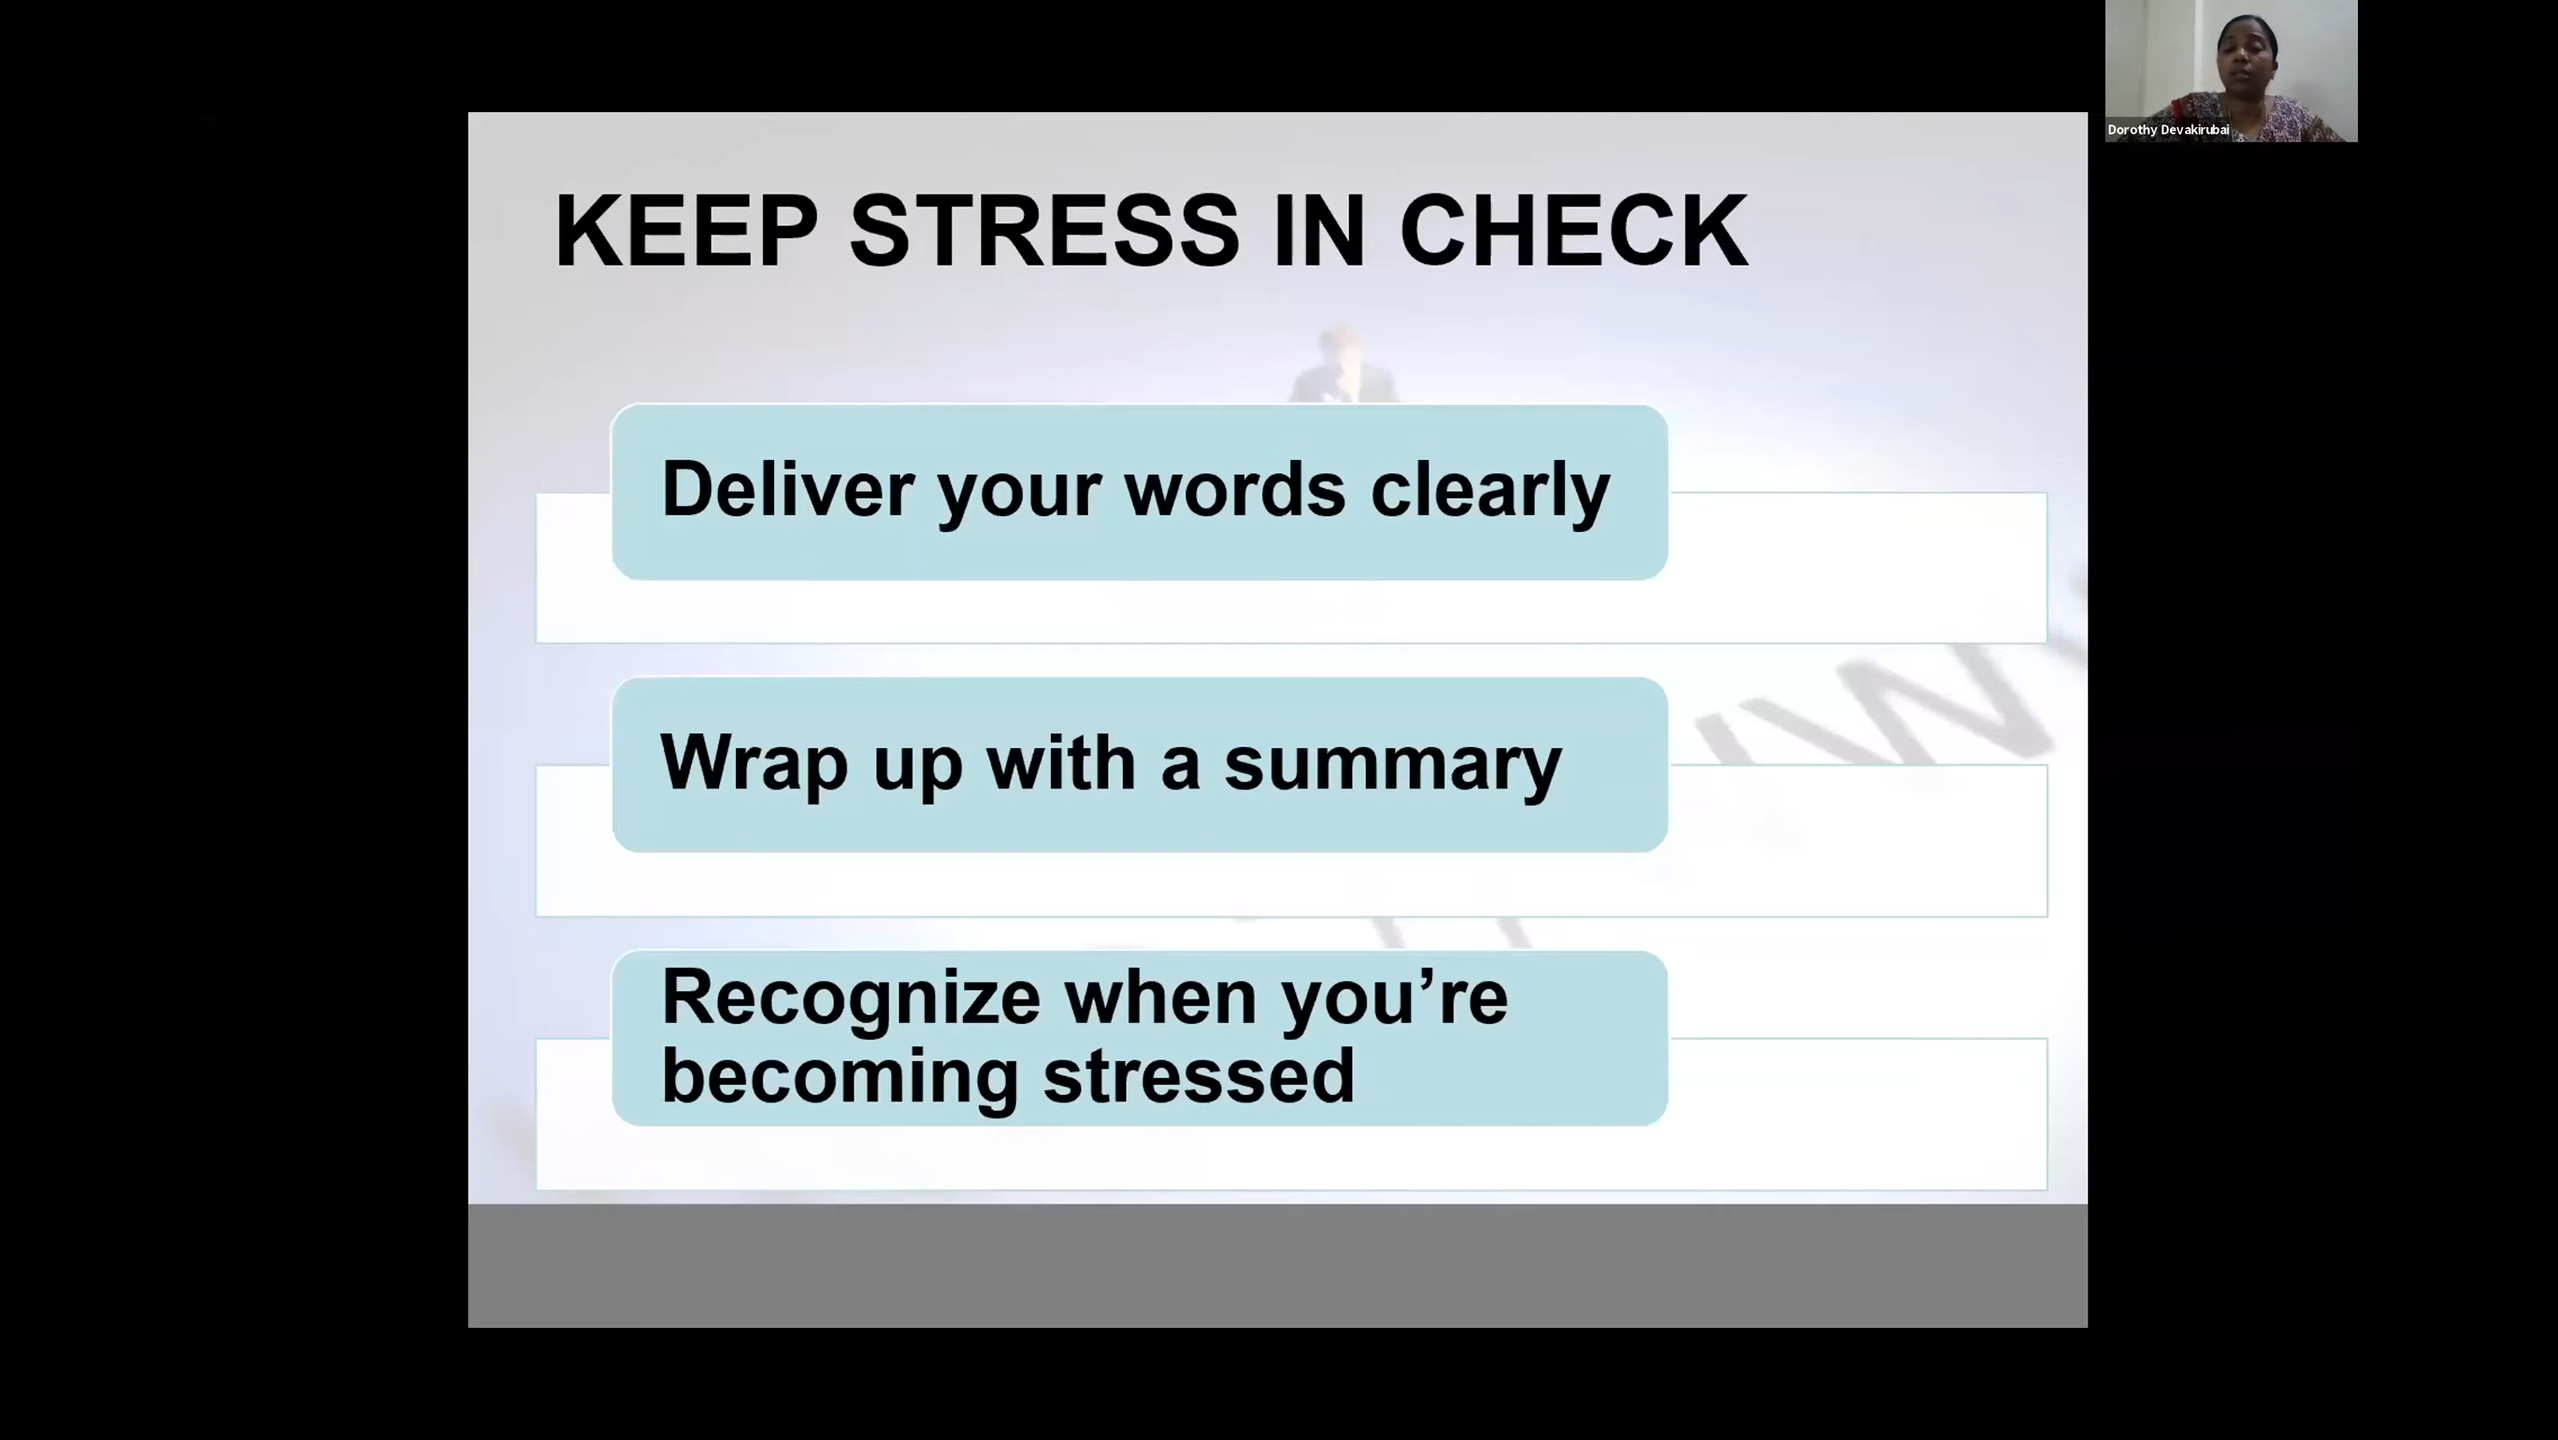 Dorothy Devakirubai
KEEP STRESS IN CHECK
Deliver your words clearly
Wrap up with a summary
Recognize when you’re
becoming stressed